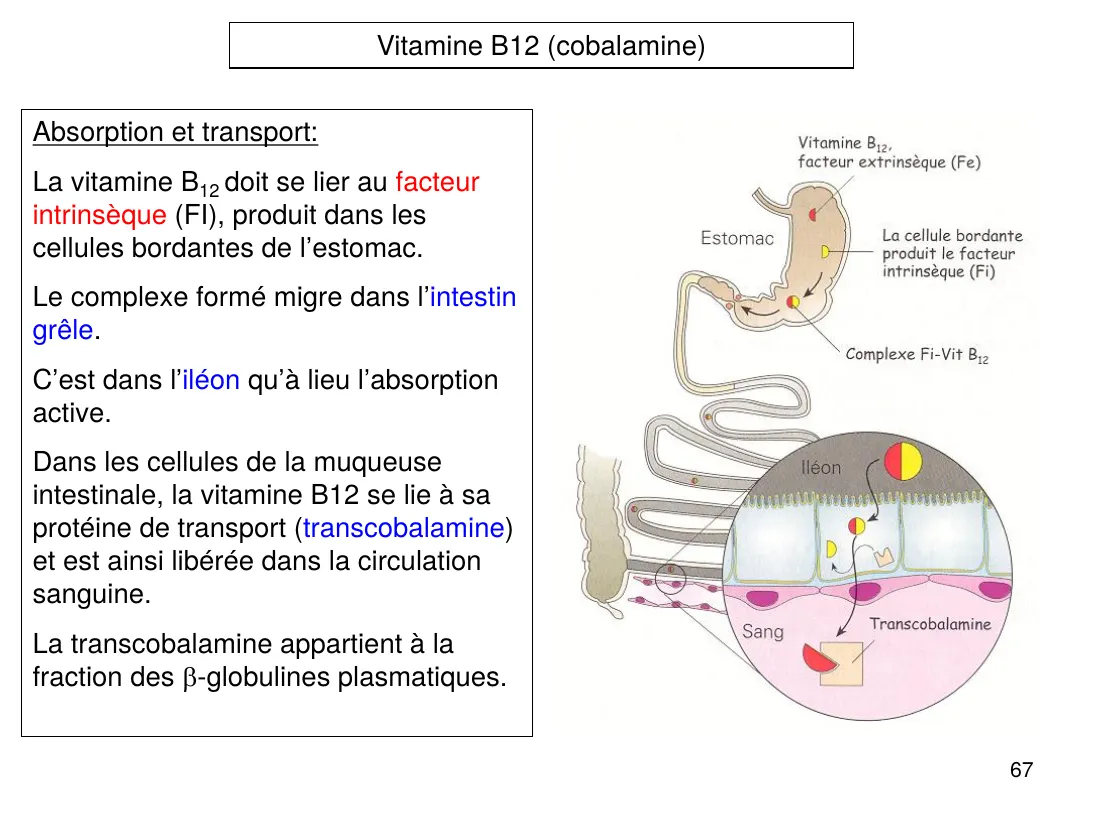 Vitamine B12 (cobalamine)
Absorption et transport:
La vitamine B12 doit se lier au facteur
intrinsèque (FI), produit dans les
cellules bordantes de l'estomac.
Le complexe formé migre dans l'intestin
grêle.
C'est dans l'iléon qu'à lieu l'absorption
active.
Dans les cellules de la muqueuse
intestinale, la vitamine B12 se lie à sa
protéine de transport (transcobalamine)
et est ainsi libérée dans la circulation
sanguine.
La transcobalamine appartient à la
fraction des β-globulines plasmatiques.
Vitamine B12,
facteur extrinsèque (Fe)
Estomac
La cellule bordante
produit le facteur
intrinsèque (Fi)
Complexe Fi-Vit B12
Iléon
Sang
Transcobalamine
67